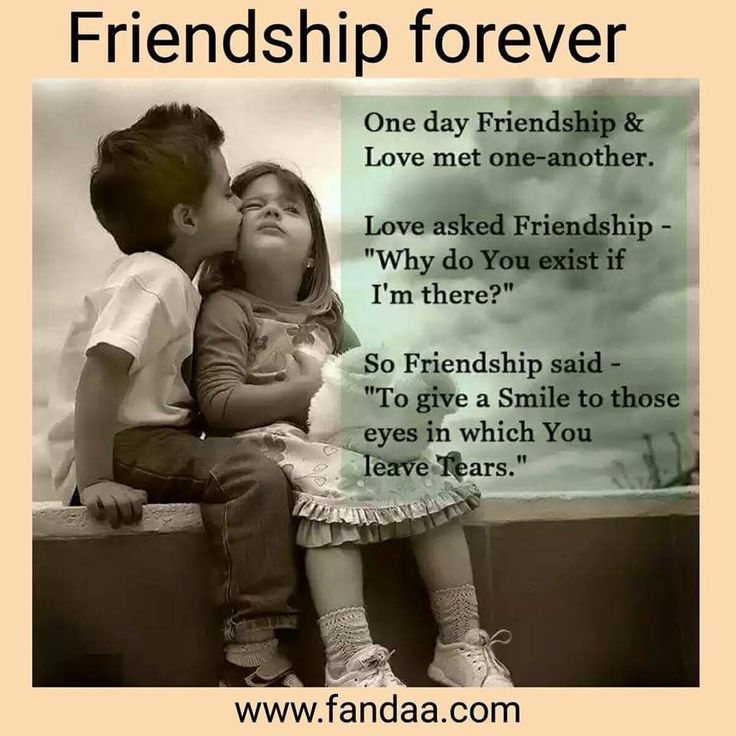 Friendship forever
One day Friendship &
Love met one-another.
Love asked Friendship -
"Why do You exist if
I'm there?"
So Friendship said -
"To give a Smile to those
eyes in which You
leave Tears."
www.fandaa.com